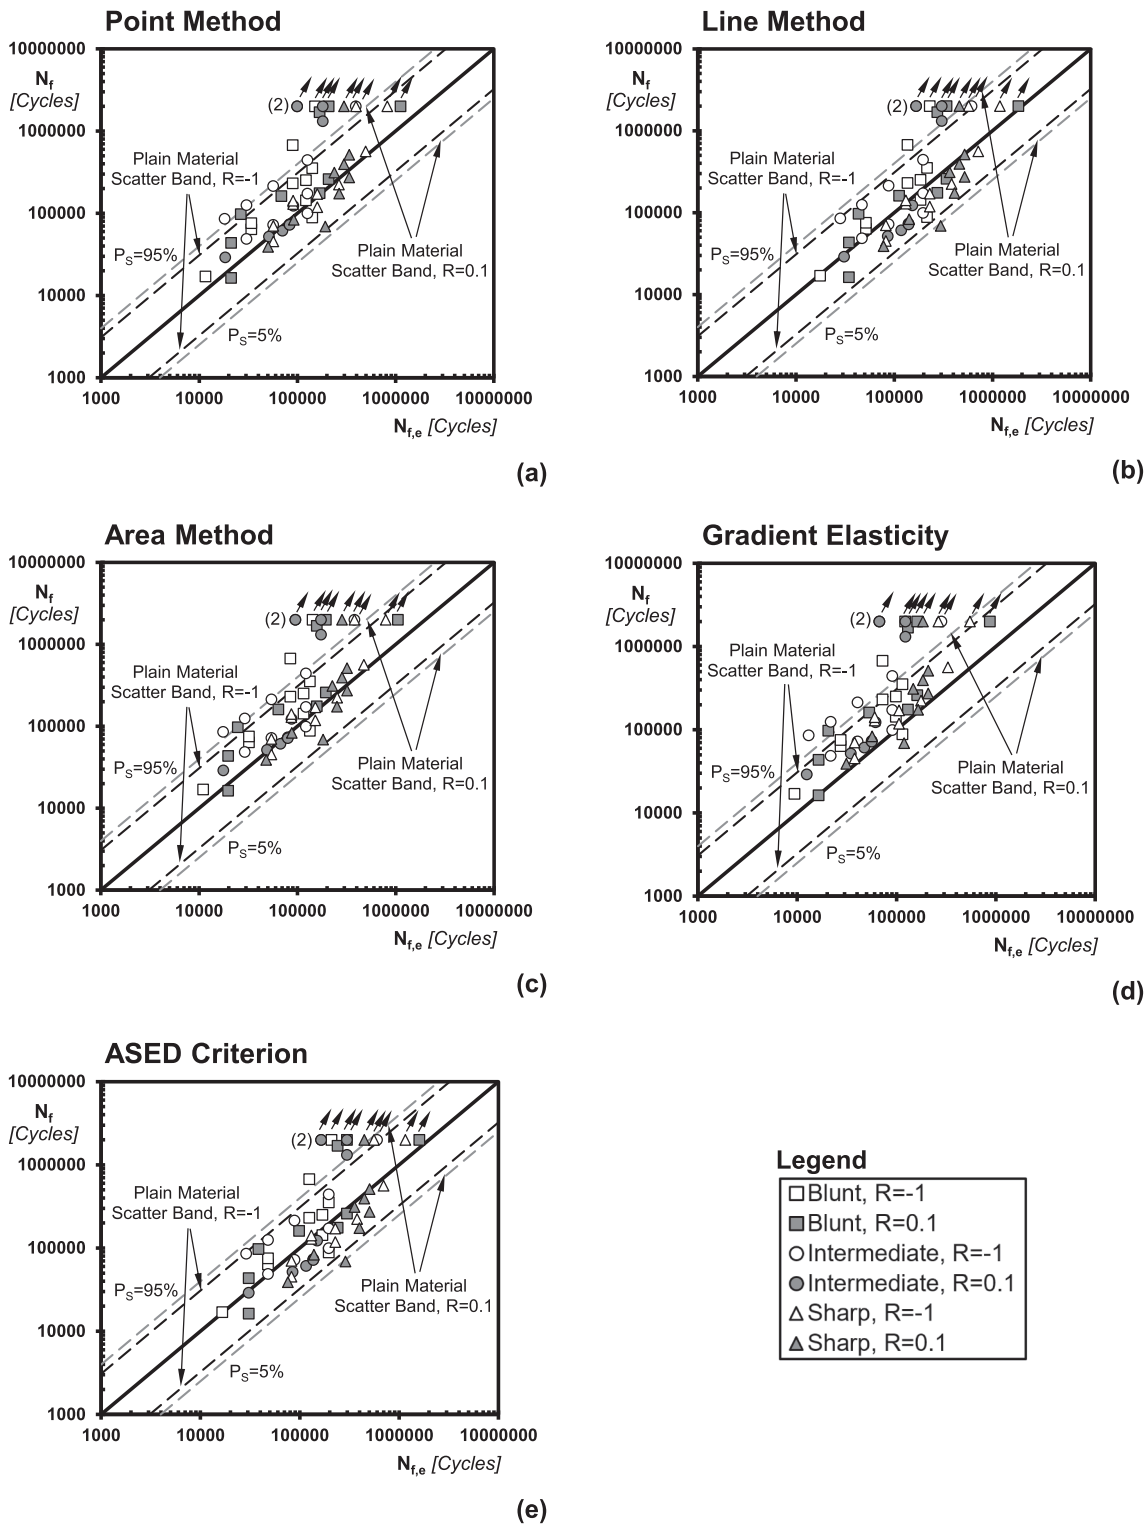 Point Method
10000000
N_f
[Cycles]
1000000
100000
10000
1000
(2)
Plain Material
Scatter Band, R=-1
P_S=95%
Plain Material
Scatter Band, R=0.1
P_S=5%
1000 10000 100000 1000000 10000000
N_f,e [Cycles]
(a)
Line Method
10000000
N_f
[Cycles]
1000000
100000
10000
1000
(2)
Plain Material
Scatter Band, R=-1
P_S=95%
Plain Material
Scatter Band, R=0.1
P_S=5%
1000 10000 100000 1000000 10000000
N_f,e [Cycles]
(b)
Area Method
10000000
N_f
[Cycles]
1000000
100000
10000
1000
(2)
Plain Material
Scatter Band, R=-1
P_S=95%
Plain Material
Scatter Band, R=0.1
P_S=5%
1000 10000 100000 1000000 10000000
N_f,e [Cycles]
(c)
Gradient Elasticity
10000000
N_f
[Cycles]
1000000
100000
10000
1000
(2)
Plain Material
Scatter Band, R=-1
P_S=95%
Plain Material
Scatter Band, R=0.1
P_S=5%
1000 10000 100000 1000000 10000000
N_f,e [Cycles]
(d)
ASED Criterion
10000000
N_f
[Cycles]
1000000
100000
10000
1000
(2)
Plain Material
Scatter Band, R=-1
P_S=95%
Plain Material
Scatter Band, R=0.1
P_S=5%
1000 10000 100000 1000000 10000000
N_f,e [Cycles]
(e)
Legend
Blunt, R=-1
Blunt, R=0.1
Intermediate, R=-1
Intermediate, R=0.1
Sharp, R=-1
Sharp, R=0.1